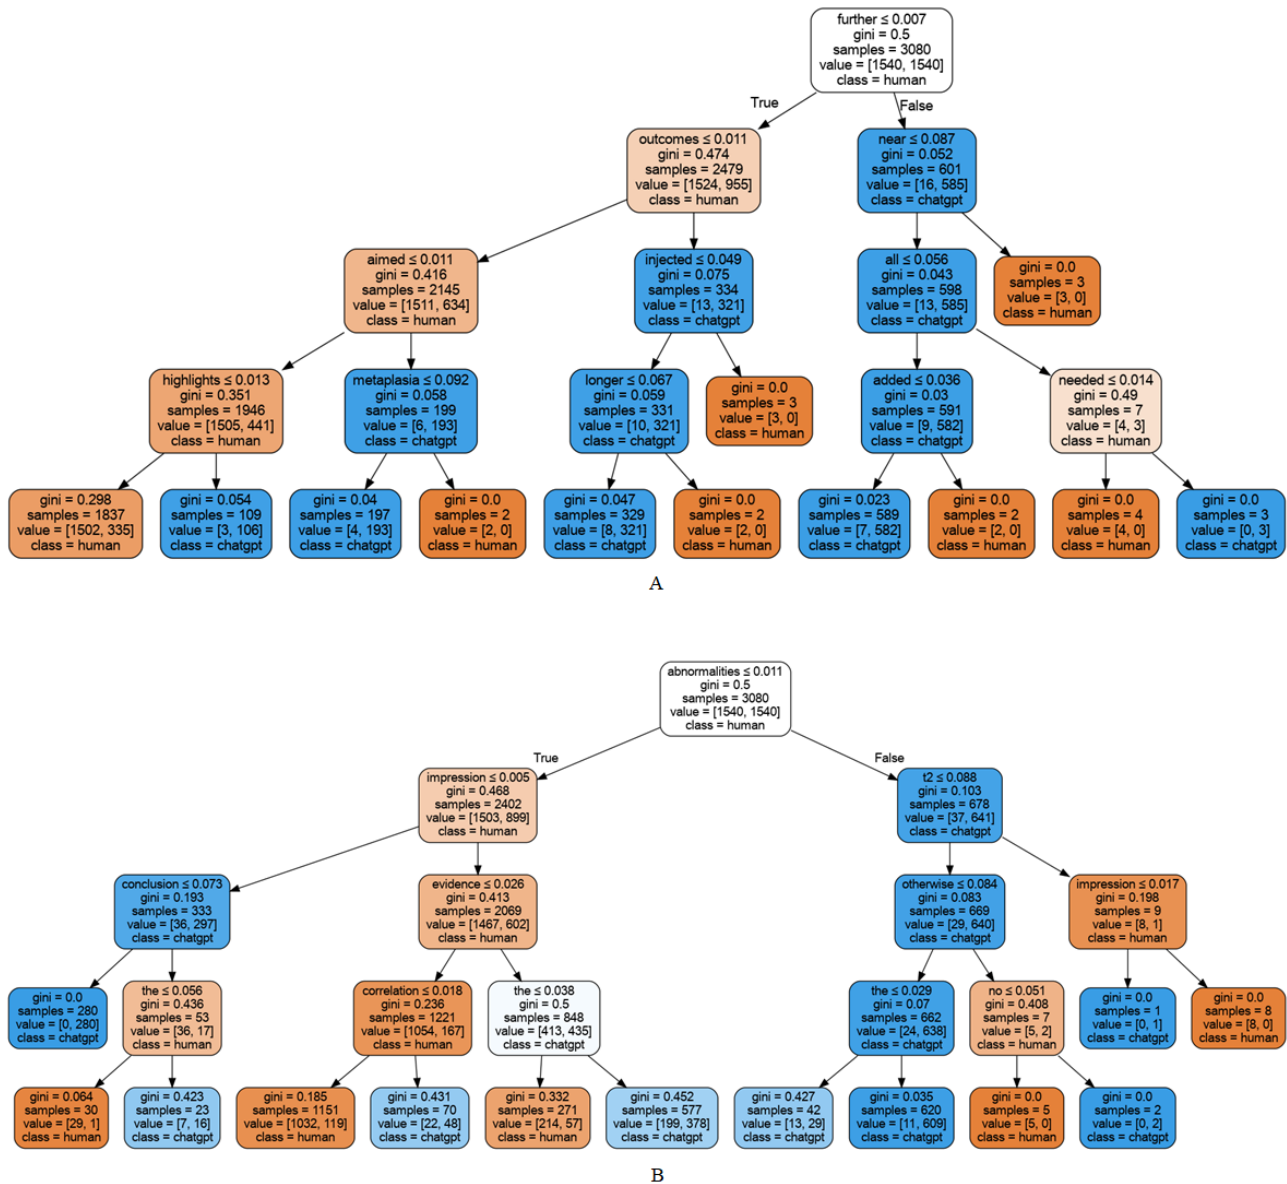 further ≤ 0.007
gini = 0.5
samples = 3080
value = [1540, 1540]
class = human
True
False
outcomes ≤ 0.011
gini = 0.474
samples = 2479
value = [1524, 955]
class = human
near ≤ 0.087
gini = 0.052
samples = 601
value = [16, 585]
class = chatgpt
aimed ≤ 0.011
gini = 0.416
samples = 2145
value = [1511, 634]
class = human
injected ≤ 0.049
gini = 0.075
samples = 334
value = [13, 321]
class = chatgpt
all ≤ 0.056
gini = 0.043
samples = 598
value = [13, 585]
class = chatgpt
gini = 0.0
samples = 3
value = [3, 0]
class = human
highlights ≤ 0.013
gini = 0.351
samples = 1946
value = [1505, 441]
class = human
metaplasia ≤ 0.092
gini = 0.058
samples = 199
value = [6, 193]
class = chatgpt
longer ≤ 0.067
gini = 0.059
samples = 331
value = [10, 321]
class = chatgpt
gini = 0.0
samples = 3
value = [3, 0]
class = human
added ≤ 0.036
gini = 0.03
samples = 591
value = [9, 582]
class = chatgpt
needed ≤ 0.014
gini = 0.49
samples = 7
value = [4, 3]
class = human
gini = 0.298
samples = 1837
value = [1502, 335]
class = human
gini = 0.054
samples = 109
value = [3, 106]
class = chatgpt
gini = 0.04
samples = 197
value = [4, 193]
class = chatgpt
gini = 0.0
samples = 2
value = [2, 0]
class = human
gini = 0.047
samples = 329
value = [8, 321]
class = chatgpt
gini = 0.0
samples = 2
value = [2, 0]
class = human
gini = 0.023
samples = 589
value = [7, 582]
class = chatgpt
gini = 0.0
samples = 2
value = [2, 0]
class = human
gini = 0.0
samples = 4
value = [4, 0]
class = human
gini = 0.0
samples = 3
value = [0, 3]
class = chatgpt
A
abnormalities ≤ 0.011
gini = 0.5
samples = 3080
value = [1540, 1540]
class = human
True
False
impression ≤ 0.005
gini = 0.468
samples = 2402
value = [1503, 899]
class = human
t2 ≤ 0.088
gini = 0.103
samples = 678
value = [37, 641]
class = chatgpt
conclusion ≤ 0.073
gini = 0.193
samples = 333
value = [36, 297]
class = chatgpt
evidence ≤ 0.026
gini = 0.413
samples = 2069
value = [1467, 602]
class = human
otherwise ≤ 0.084
gini = 0.083
samples = 669
value = [29, 640]
class = chatgpt
impression ≤ 0.017
gini = 0.198
samples = 9
value = [8, 1]
class = human
gini = 0.0
samples = 280
value = [0, 280]
class = chatgpt
the ≤ 0.056
gini = 0.436
samples = 53
value = [36, 17]
class = human
correlation ≤ 0.018
gini = 0.236
samples = 1221
value = [1054, 167]
class = human
the ≤ 0.038
gini = 0.5
samples = 848
value = [413, 435]
class = chatgpt
the ≤ 0.029
gini = 0.07
samples = 662
value = [24, 638]
class = chatgpt
no ≤ 0.051
gini = 0.408
samples = 7
value = [5, 2]
class = human
gini = 0.0
samples = 1
value = [0, 1]
class = chatgpt
gini = 0.0
samples = 8
value = [8, 0]
class = human
gini = 0.064
samples = 30
value = [29, 1]
class = human
gini = 0.423
samples = 23
value = [7, 16]
class = chatgpt
gini = 0.185
samples = 1151
value = [1032, 119]
class = human
gini = 0.431
samples = 70
value = [22, 48]
class = chatgpt
gini = 0.332
samples = 271
value = [214, 57]
class = human
gini = 0.452
samples = 577
value = [199, 378]
class = chatgpt
gini = 0.427
samples = 42
value = [13, 29]
class = chatgpt
gini = 0.035
samples = 620
value = [11, 609]
class = chatgpt
gini = 0.0
samples = 5
value = [5, 0]
class = human
gini = 0.0
samples = 2
value = [0, 2]
class = chatgpt
B